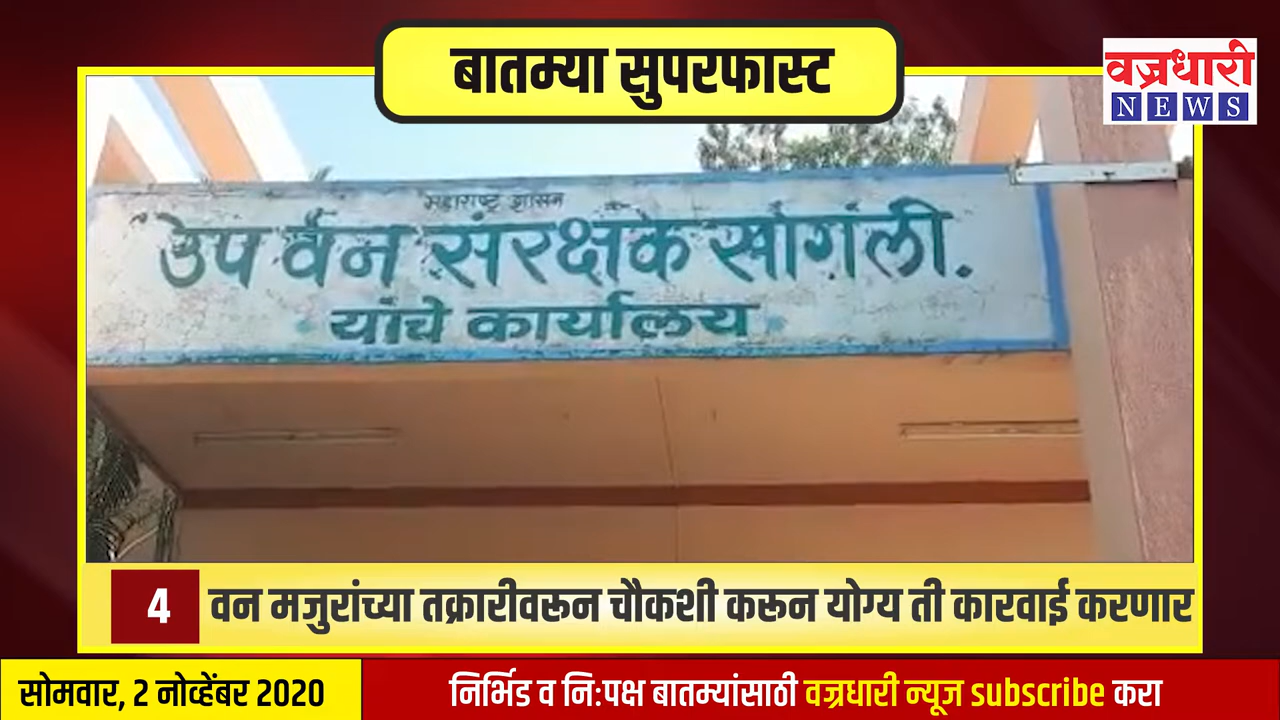 बातम्या सुपरफास्ट
वज्रधारी
NEWS
महाराष्ट्र शासन
उप वन संरक्षक सांगली.
यांचे कार्यालय
4 वन मजुरांच्या तक्रारीवरून चौकशी करून योग्य ती कारवाई करणार
सोमवार, 2 नोव्हेंबर 2020
निर्भिड व नि:पक्ष बातम्यांसाठी वज्रधारी न्यूज subscribe करा